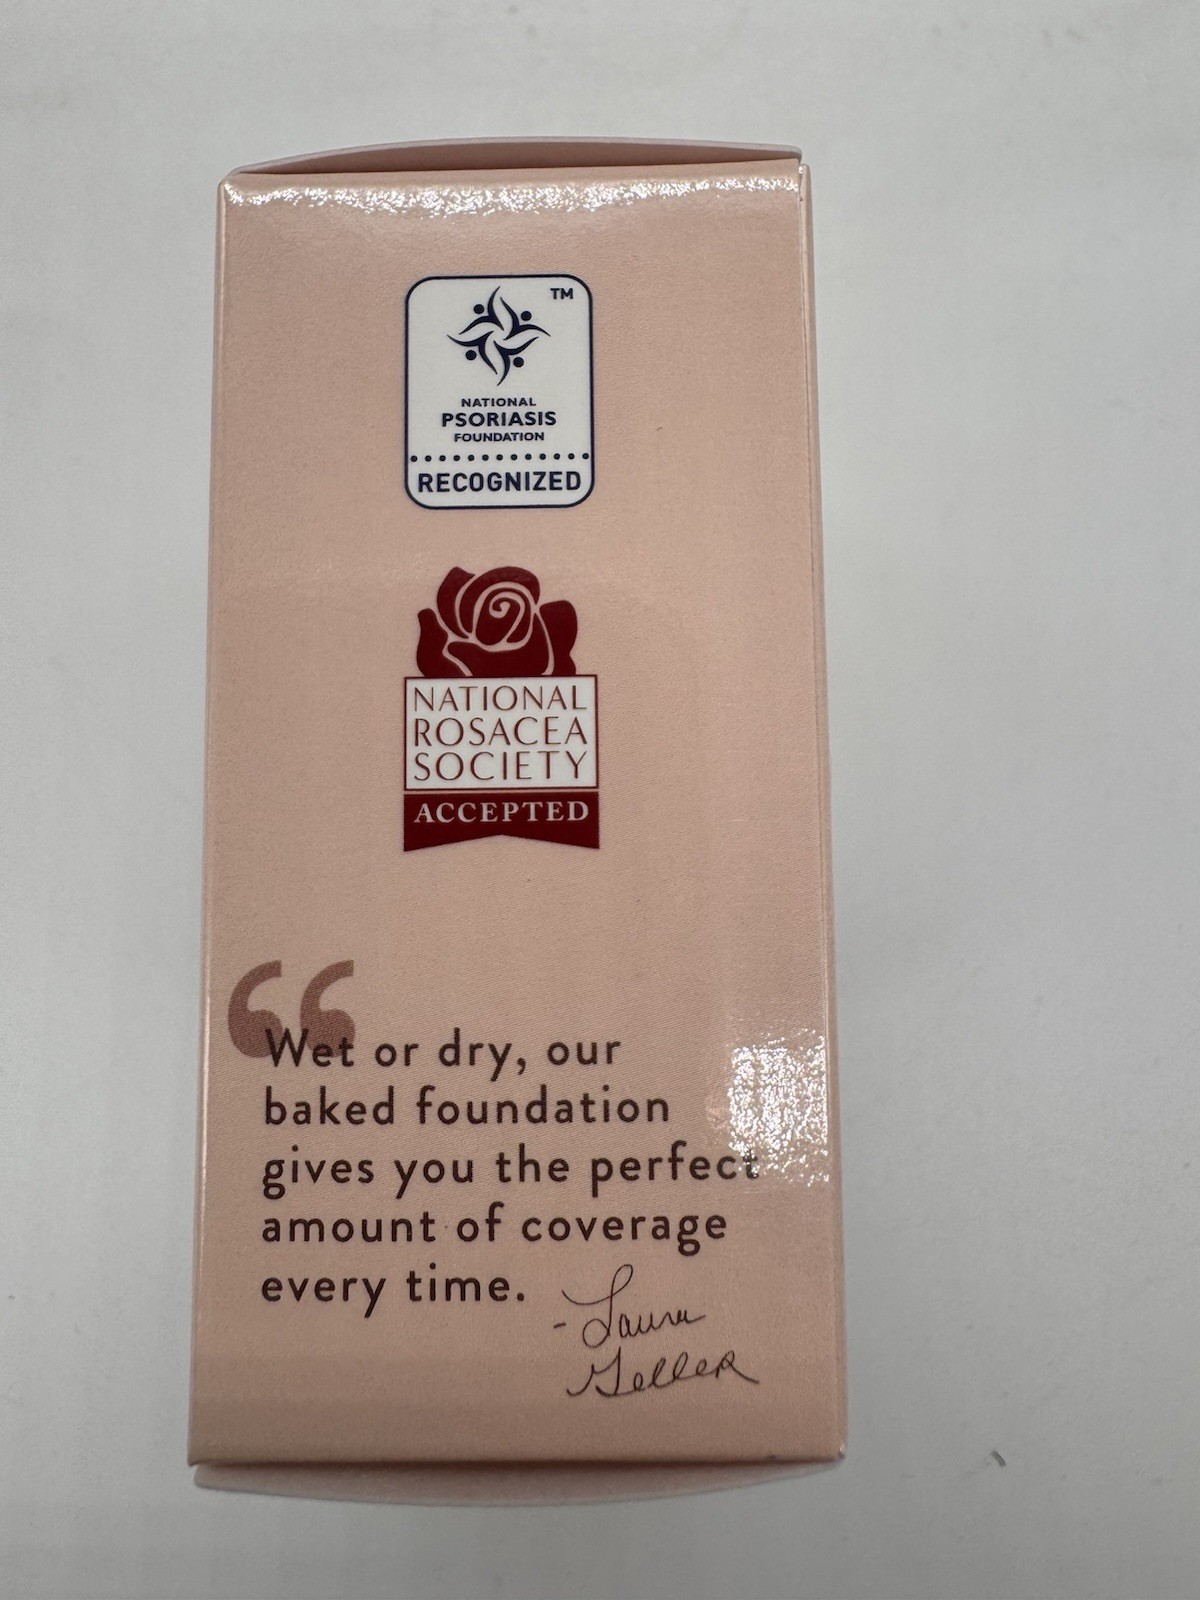 TM
NATIONAL
PSORIASIS
FOUNDATION
RECOGNIZED
NATIONAL
ROSACEA
SOCIETY
ACCEPTED
“Wet or dry, our
baked foundation
gives you the perfect
amount of coverage
every time.
- Laura
Geller